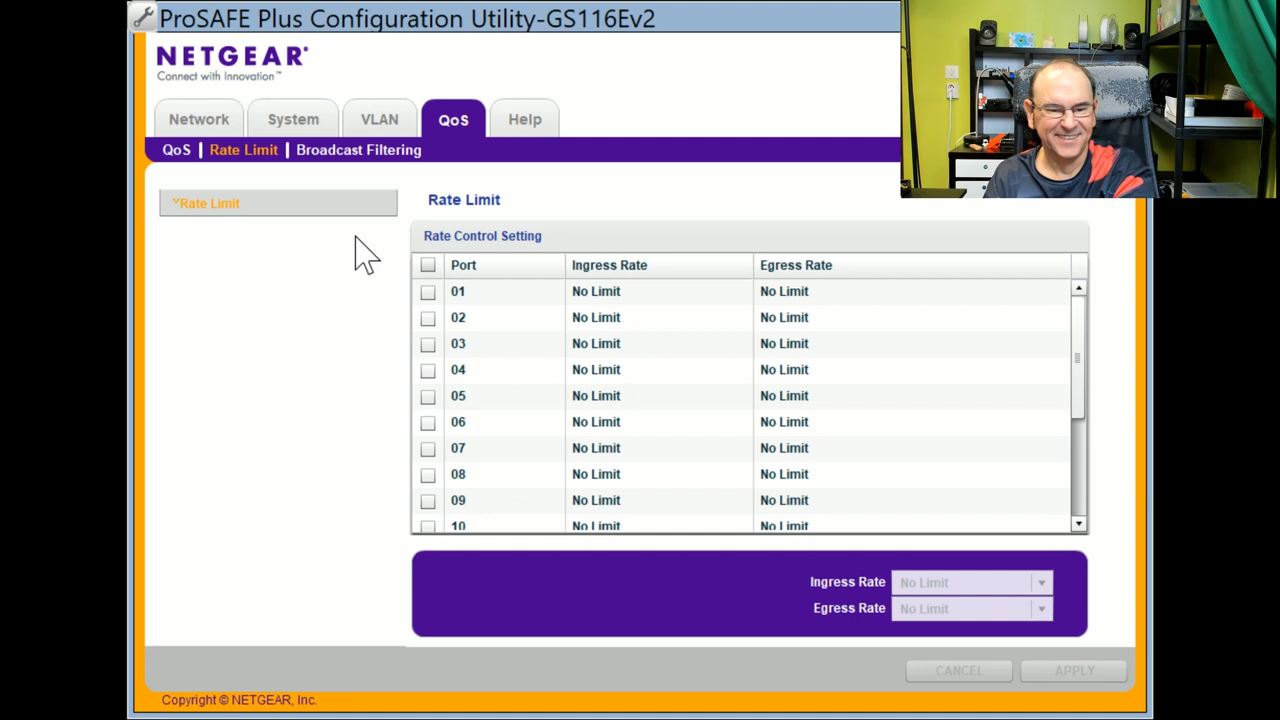 ProSAFE Plus Configuration Utility-GS116Ev2
NETGEAR®
Connect with Innovation™
Network System VLAN QoS Help
QoS | Rate Limit | Broadcast Filtering
Rate Limit
Rate Limit
Rate Control Setting
Port Ingress Rate Egress Rate
01 No Limit No Limit
02 No Limit No Limit
03 No Limit No Limit
04 No Limit No Limit
05 No Limit No Limit
06 No Limit No Limit
07 No Limit No Limit
08 No Limit No Limit
09 No Limit No Limit
10 No Limit No Limit
Ingress Rate No Limit
Egress Rate No Limit
CANCEL APPLY
Copyright © NETGEAR, Inc.